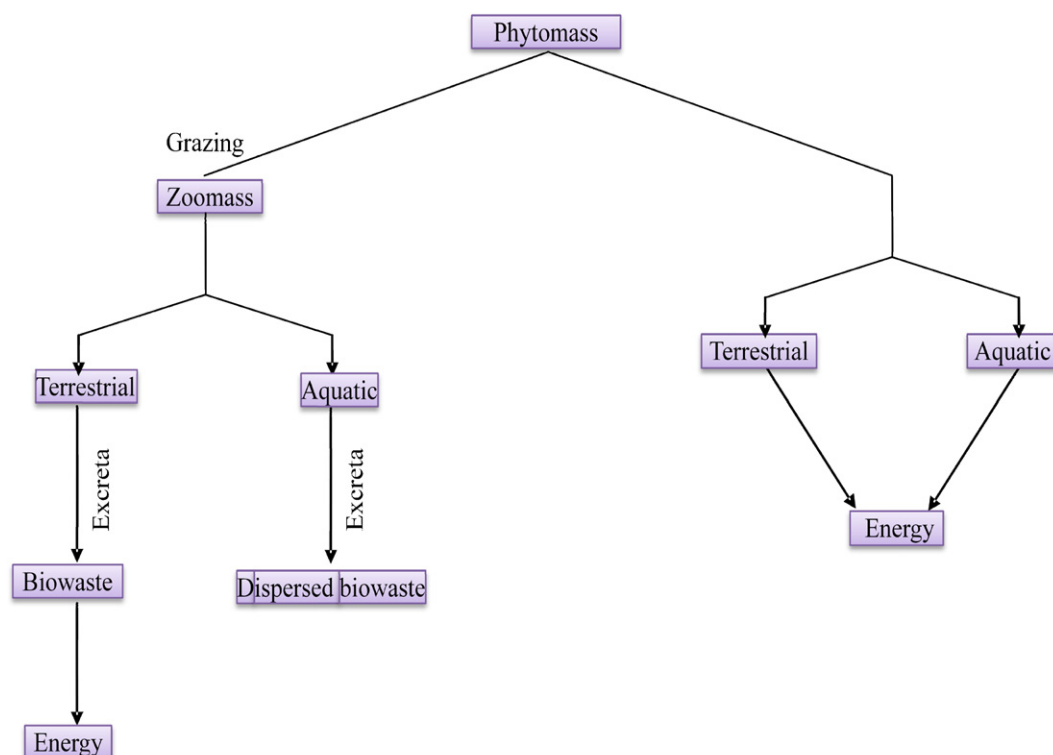 Phytomass
Grazing
Zoomass
Terrestrial
Aquatic
Terrestrial
Aquatic
Excreta
Excreta
Energy
Biowaste
Dispersed biowaste
Energy